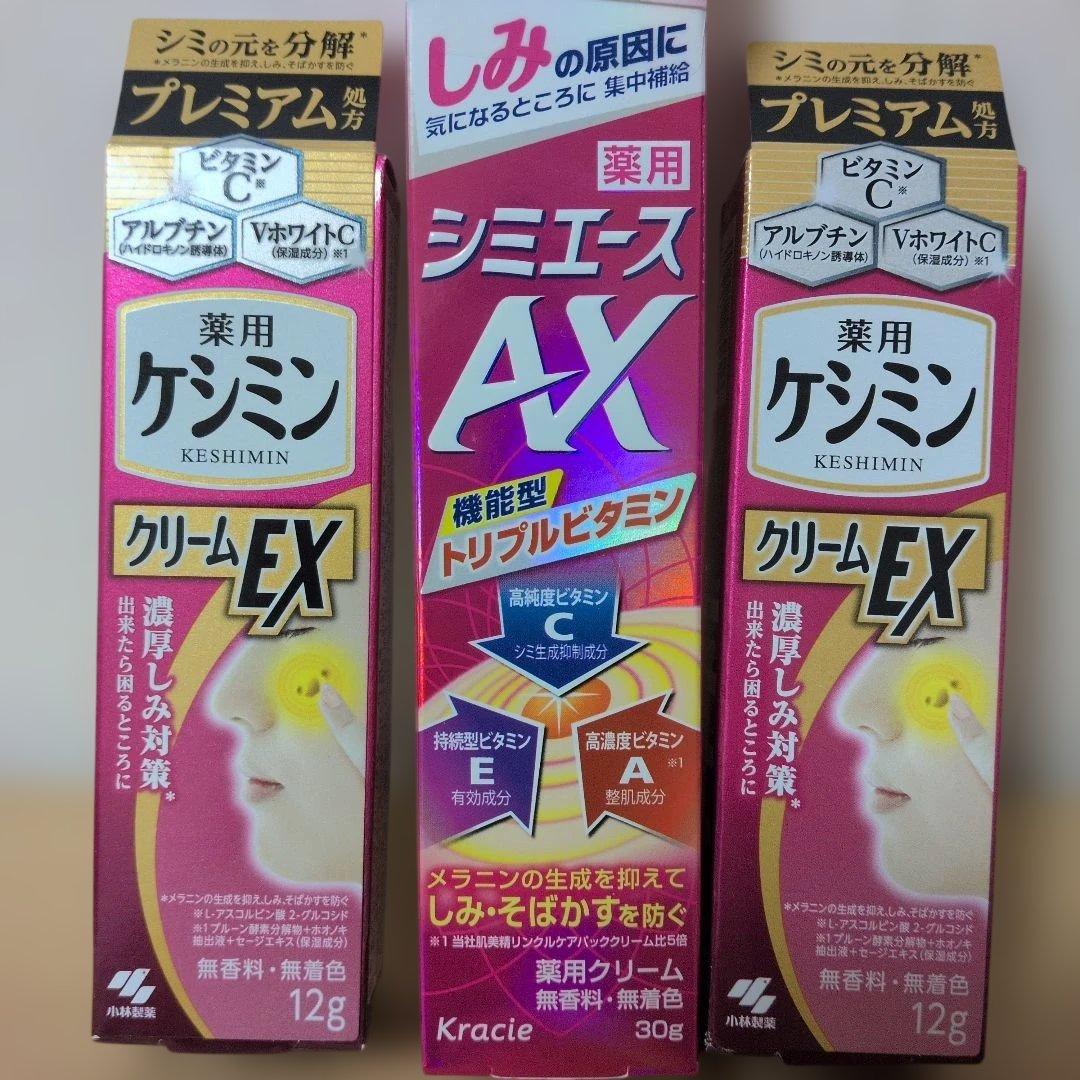 シミの元を分解*
*メラニンの生成を抑え、しみ、そばかすを防ぐ
プレミアム処方
ビタミンC※
アルブチン
(ハイドロキノン誘導体)
VホワイトC
(保湿成分)※1
薬用
ケシミン
KESHIMIN
クリームEX
濃厚しみ対策*
出来たら困るところに
*メラニンの生成を抑え、しみ、そばかすを防ぐ
※L-アスコルビン酸 2-グルコシド
※1プルーン酵素分解物+ホオノキ
抽出液+セージエキス(保湿成分)
無香料・無着色
12g
小林製薬
しみの原因に
気になるところに 集中補給
薬用
シミエース
AX
機能型
トリプルビタミン
高純度ビタミン
C
シミ生成抑制成分
持続型ビタミン
E
有効成分
高濃度ビタミン
A※1
整肌成分
メラニンの生成を抑えて
しみ・そばかすを防ぐ
※1 当社肌美精リンクルケアパッククリーム比5倍
薬用クリーム
無香料・無着色
Kracie
30g
シミの元を分解*
*メラニンの生成を抑え、しみ、そばかすを防ぐ
プレミアム処方
ビタミンC※
アルブチン
(ハイドロキノン誘導体)
VホワイトC
(保湿成分)※1
薬用
ケシミン
KESHIMIN
クリームEX
濃厚しみ対策*
出来たら困るところに
*メラニンの生成を抑え、しみ、そばかすを防ぐ
※L-アスコルビン酸 2-グルコシド
※1プルーン酵素分解物+ホオノキ
抽出液+セージエキス(保湿成分)
無香料・無着色
12g
小林製薬